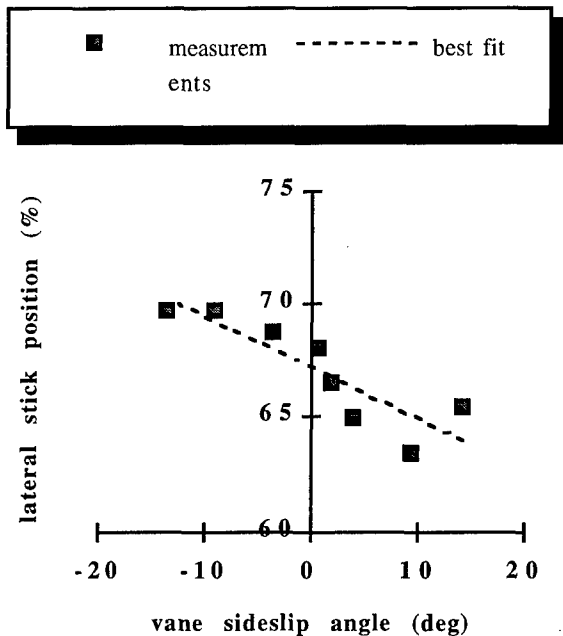 measurem best fit
ents
lateral stick position (%)
75
70
65
60
-20 -10 0 10 20
vane sideslip angle (deg)